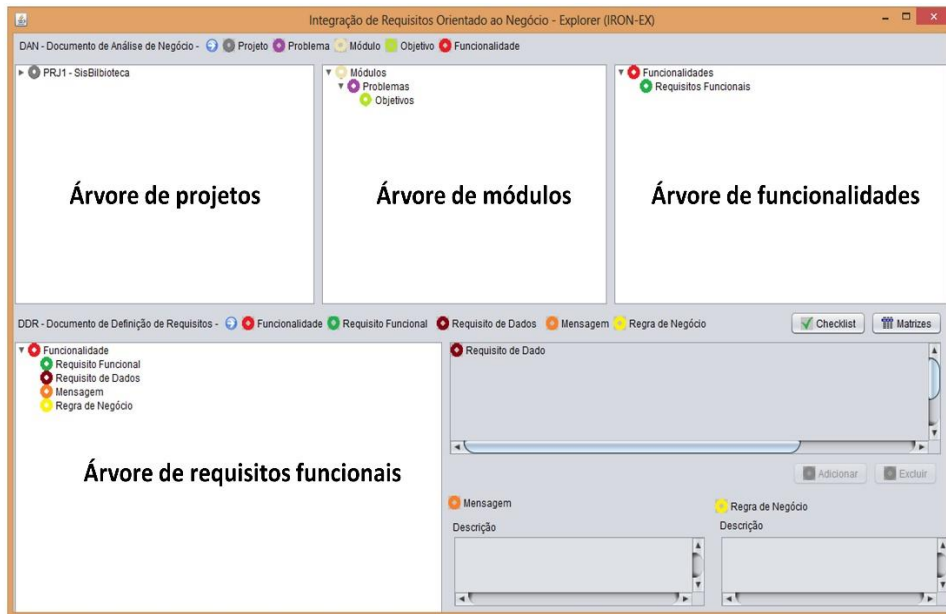 Integração de Requisitos Orientado ao Negócio - Explorer (IRON-EX)
DAN - Documento de Análise de Negócio - Projeto Problema Módulo Objetivo Funcionalidade
PRJ1 - SisBilbioteca
Árvore de projetos
Módulos
Problemas
Objetivos
Árvore de módulos
Funcionalidades
Requisitos Funcionais
Árvore de funcionalidades
DDR - Documento de Definição de Requisitos - Funcionalidade Requisito Funcional Requisito de Dados Mensagem Regra de Negócio Checklist Matrizes
Funcionalidade
Requisito Funcional
Requisito de Dados
Mensagem
Regra de Negócio
Árvore de requisitos funcionais
Requisito de Dado
Adicionar Excluir
Mensagem
Descrição
Regra de Negócio
Descrição